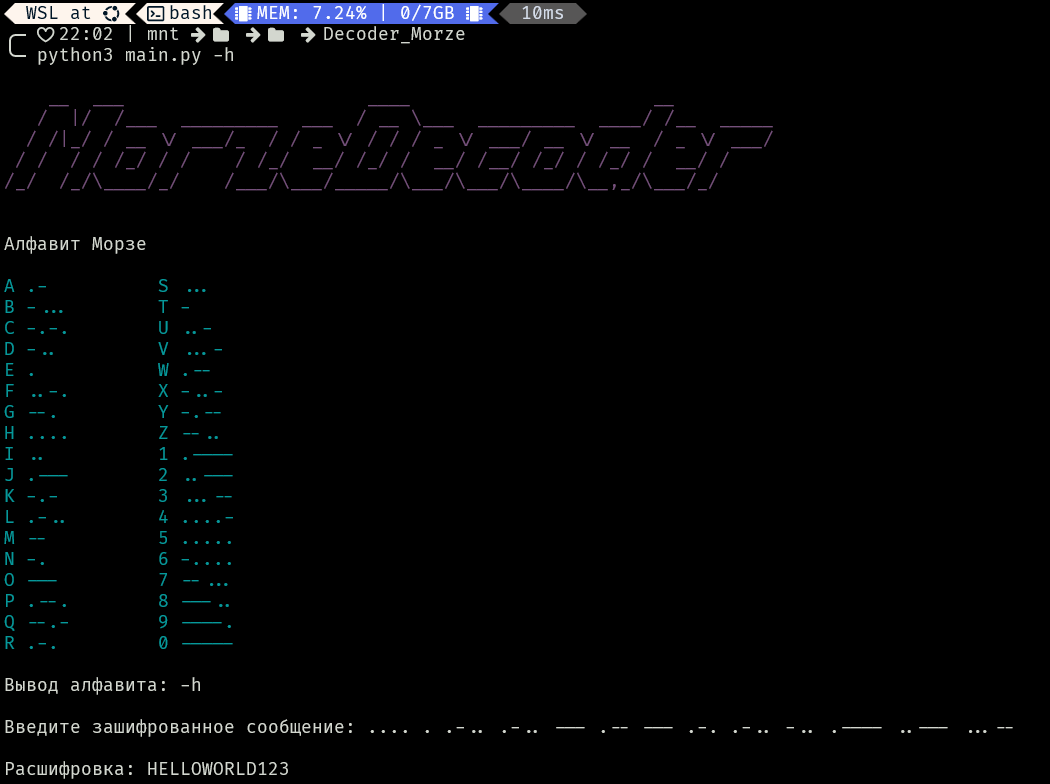 WSL at bash MEM: 7.24% | 0/7GB 10ms
22:02 | mnt Decoder_Morze
python3 main.py -h
MorzeDecoder
Алфавит Морзе
A .- S ...
B -... T -
C -.-. U ..-
D -.. V ...-
E . W .--
F ..-. X -..-
G --. Y -.--
H .... Z --..
I .. 1 .----
J .--- 2 ..---
K -.- 3 ...--
L .-.. 4 ....-
M -- 5 .....
N -. 6 -....
O --- 7 --...
P .--. 8 ---..
Q --.- 9 ----.
R .-. 0 -----
Вывод алфавита: -h
Введите зашифрованное сообщение: .... . .-.. .-.. --- .-- --- .-. .-.. -.. .---- ..--- ...--
Расшифровка: HELLOWORLD123